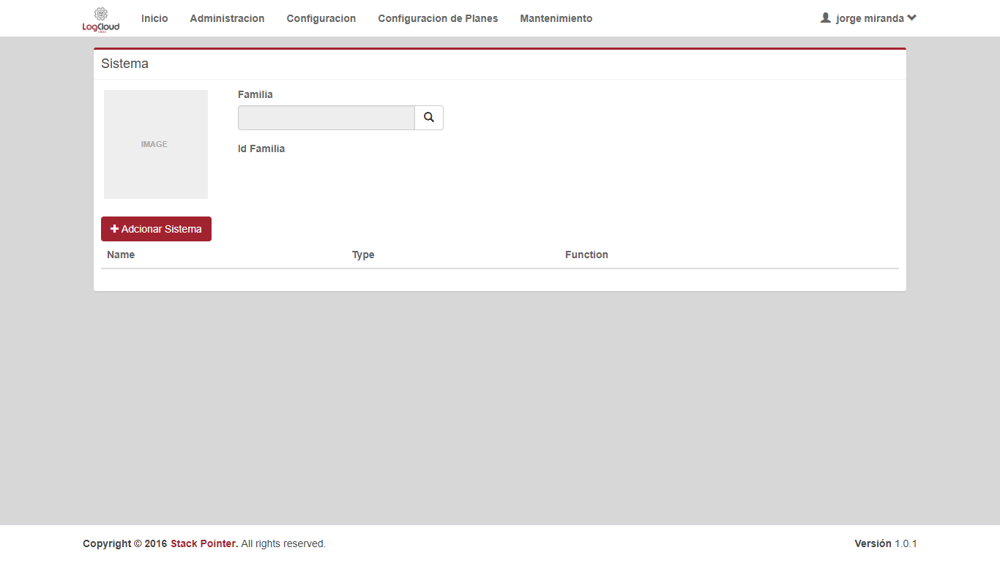 LogCloud
Inicio Administracion Configuracion Configuracion de Planes Mantenimiento jorge miranda
Sistema
Familia
IMAGE
Id Familia
Adcionar Sistema
Name Type Function
Copyright © 2016 Stack Pointer. All rights reserved. Versión 1.0.1